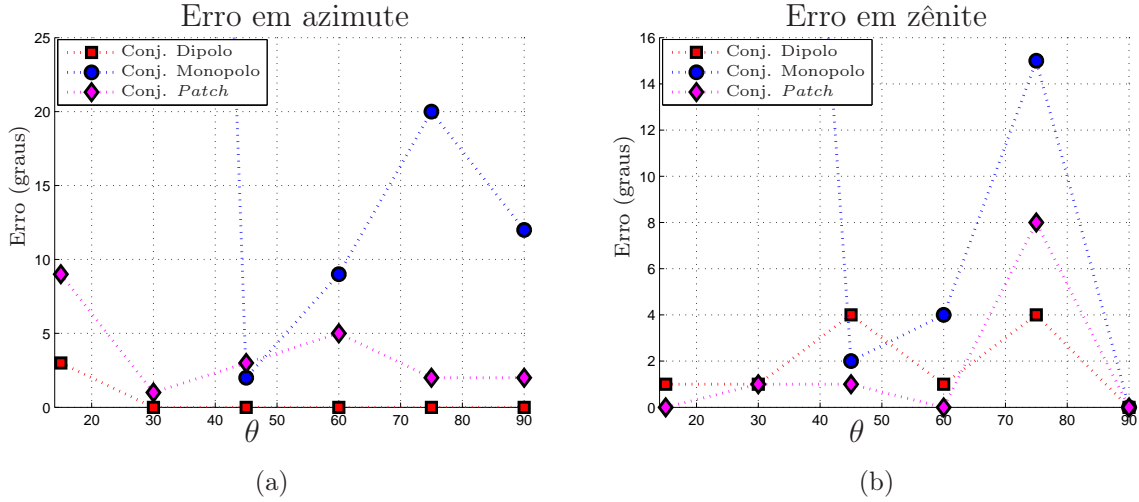 Erro em azimute
Conj. Dipolo
Conj. Monopolo
Conj. Patch
Erro (graus)
25
20
15
10
5
0
20 30 40 50 60 70 80 90
θ
(a)
Erro em zênite
Conj. Dipolo
Conj. Monopolo
Conj. Patch
Erro (graus)
16
14
12
10
8
6
4
2
0
20 30 40 50 60 70 80 90
θ
(b)